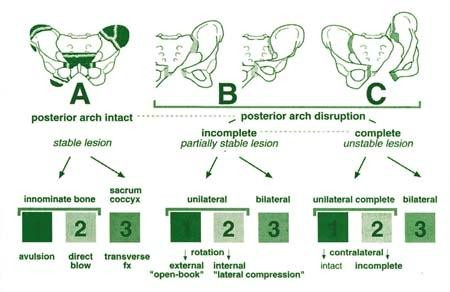 A B C
posterior arch intact posterior arch disruption
incomplete complete
stable lesion partially stable lesion unstable lesion
innominate bone sacrum coccyx unilateral bilateral unilateral complete bilateral
1 2 3 1 2 3 1 2 3
avulsion direct blow transverse fx rotation contralateral
external "open-book" internal "lateral compression" intact incomplete